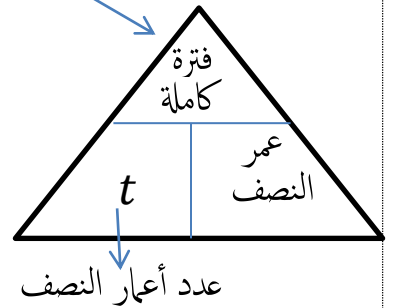 فترة
كاملة
عمر
النصف
t
عدد أعمار النصف